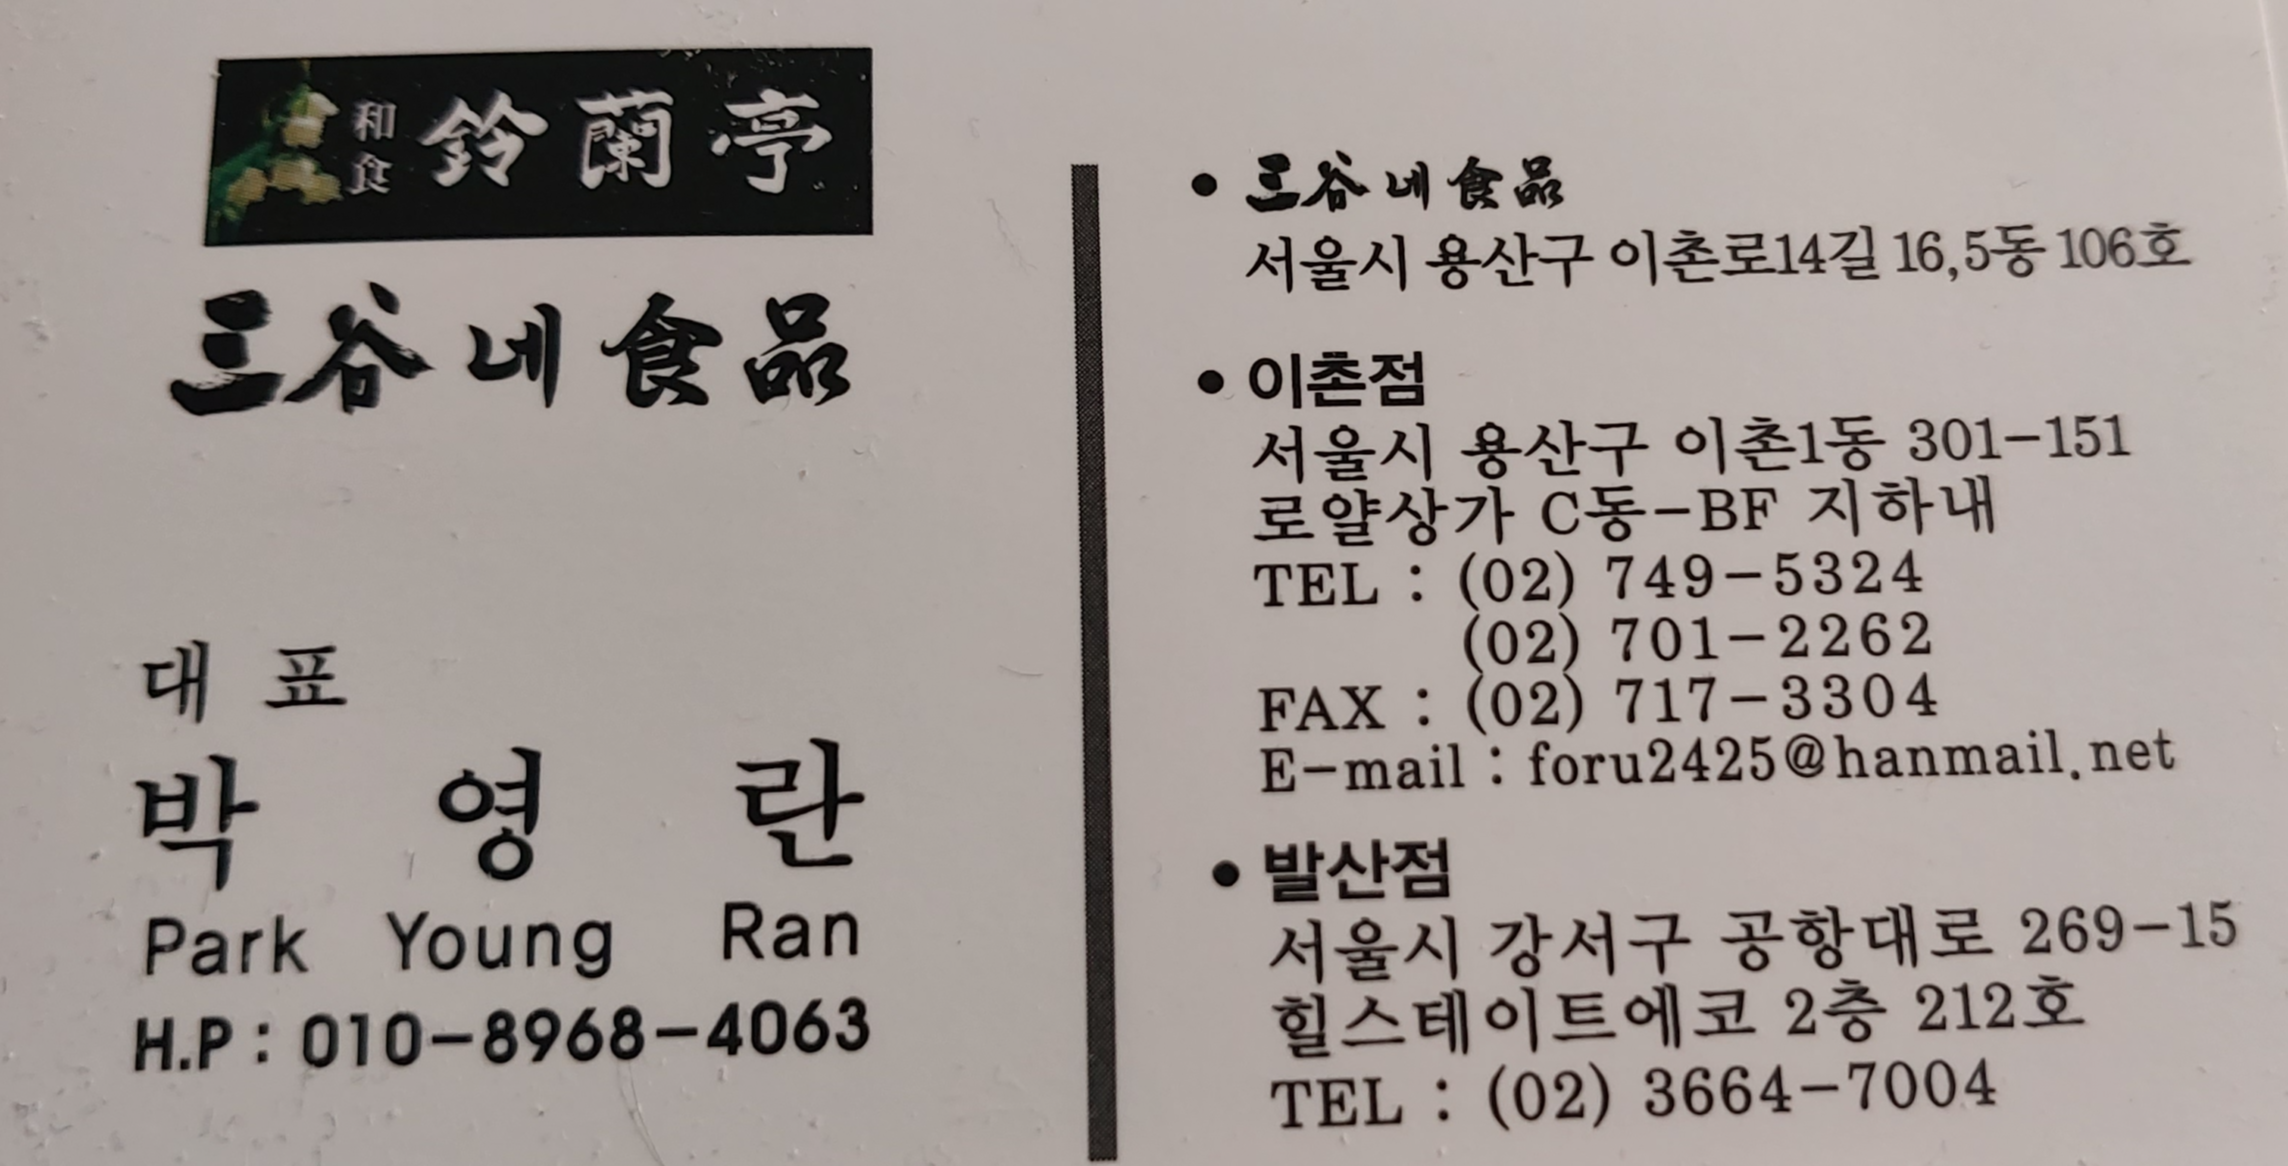 和食 鈴蘭亭
三谷네食品
대표
박영란
Park Young Ran
H.P : 010-8968-4063
• 三谷네食品
서울시 용산구 이촌로14길 16,5동 106호
• 이촌점
서울시 용산구 이촌1동 301-151
로얄상가 C동-BF 지하내
TEL : (02) 749-5324
(02) 701-2262
FAX : (02) 717-3304
E-mail : foru2425@hanmail.net
• 발산점
서울시 강서구 공항대로 269-15
힐스테이트에코 2층 212호
TEL : (02) 3664-7004